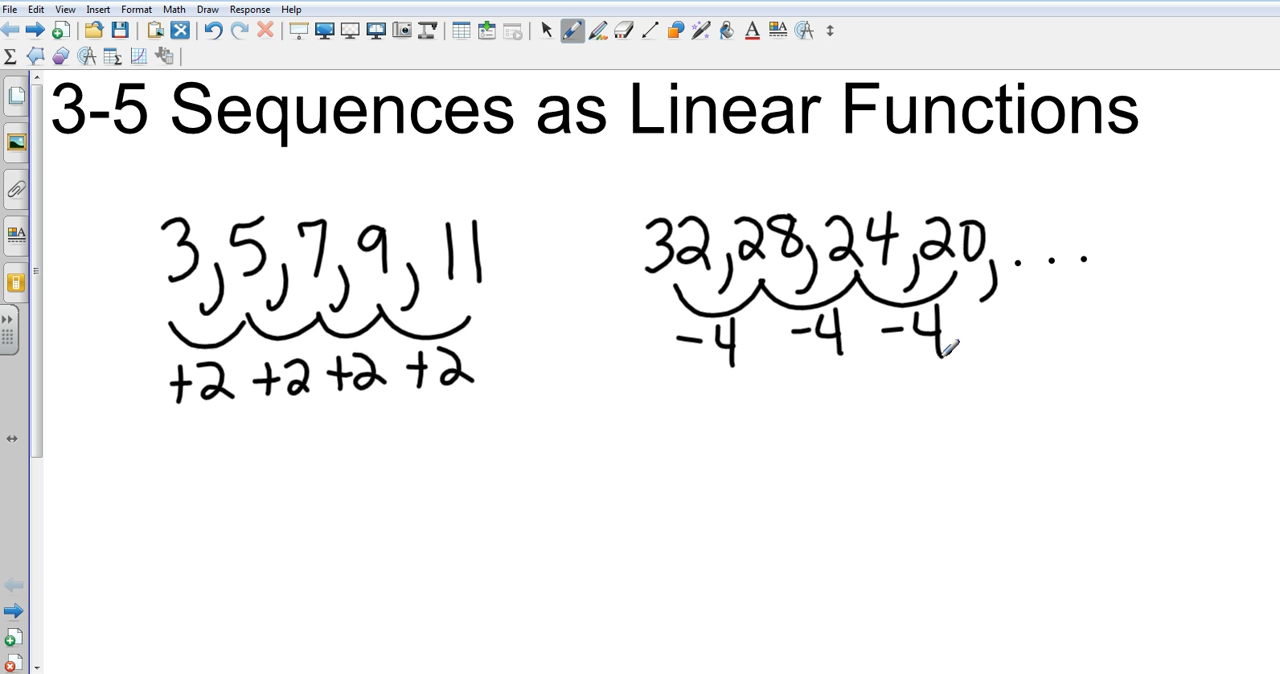 File Edit View Insert Format Math Draw Response Help
3-5 Sequences as Linear Functions
3, 5, 7, 9, 11
+2 +2 +2 +2
32, 28, 24, 20, . . .
-4 -4 -4